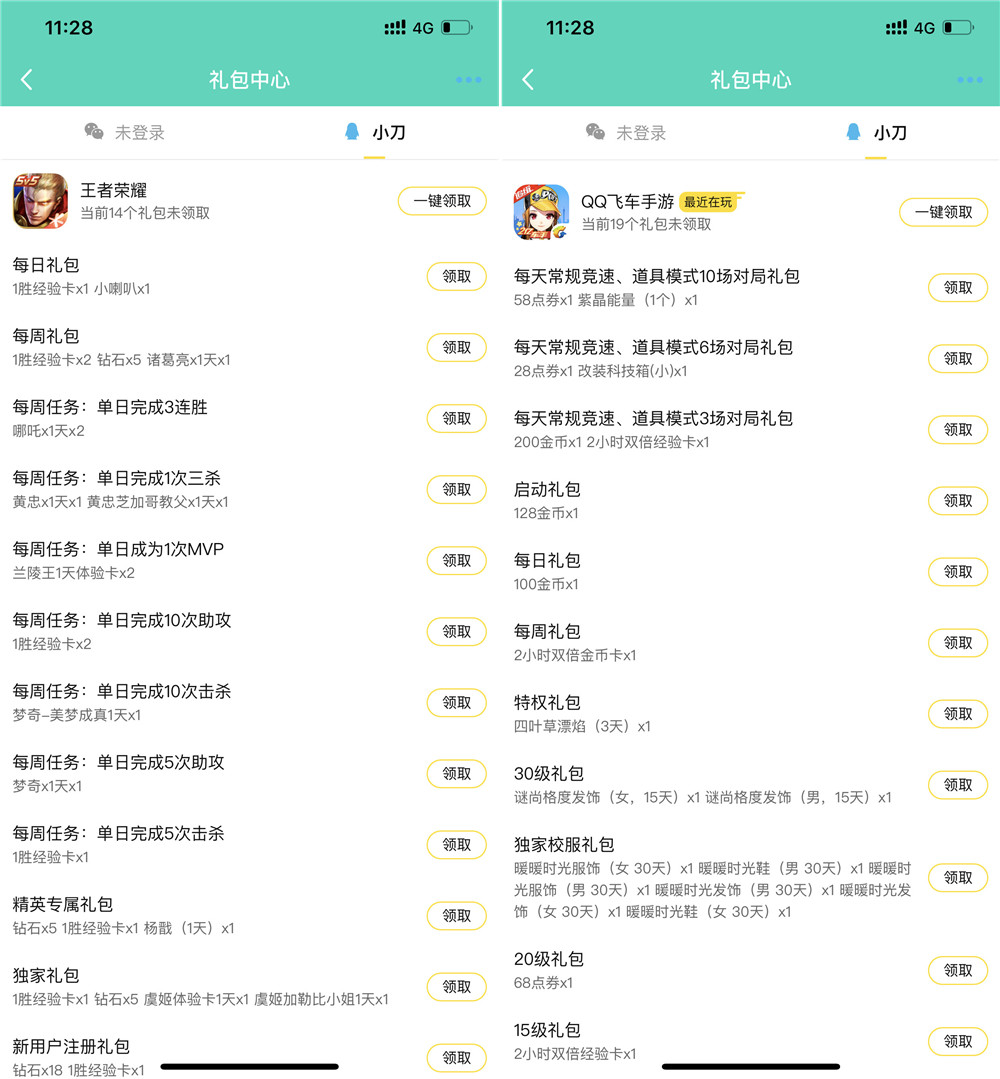 11:28
4G
礼包中心
未登录
小刀
5v5
王者荣耀
当前14个礼包未领取
一键领取
每日礼包
1胜经验卡x1 小喇叭x1
领取
每周礼包
1胜经验卡x2 钻石x5 诸葛亮x1天x1
领取
每周任务：单日完成3连胜
哪吒x1天x2
领取
每周任务：单日完成1次三杀
黄忠x1天x1 黄忠芝加哥教父x1天x1
领取
每周任务：单日成为1次MVP
兰陵王1天体验卡x2
领取
每周任务：单日完成10次助攻
1胜经验卡x2
领取
每周任务：单日完成10次击杀
梦奇-美梦成真1天x1
领取
每周任务：单日完成5次助攻
梦奇x1天x1
领取
每周任务：单日完成5次击杀
1胜经验卡x1
领取
精英专属礼包
钻石x5 1胜经验卡x1 杨戬（1天）x1
领取
独家礼包
1胜经验卡x1 钻石x5 虞姬体验卡1天x1 虞姬加勒比小姐1天x1
领取
新用户注册礼包
钻石x18 1胜经验卡x1
领取
11:28
4G
礼包中心
未登录
小刀
QQ飞车手游
最近在玩
当前19个礼包未领取
一键领取
每天常规竞速、道具模式10场对局礼包
58点券x1 紫晶能量（1个）x1
领取
每天常规竞速、道具模式6场对局礼包
28点券x1 改装科技箱(小)x1
领取
每天常规竞速、道具模式3场对局礼包
200金币x1 2小时双倍经验卡x1
领取
启动礼包
128金币x1
领取
每日礼包
100金币x1
领取
每周礼包
2小时双倍金币卡x1
领取
特权礼包
四叶草漂焰（3天）x1
领取
30级礼包
谜尚格度发饰（女，15天）x1 谜尚格度发饰（男，15天）x1
领取
独家校服礼包
暖暖时光服饰（女 30天）x1 暖暖时光鞋（男 30天）x1 暖暖时
光服饰（男 30天）x1 暖暖时光发饰（男 30天）x1 暖暖时光发
饰（女 30天）x1 暖暖时光鞋（女 30天）x1
领取
20级礼包
68点券x1
领取
15级礼包
2小时双倍经验卡x1
领取